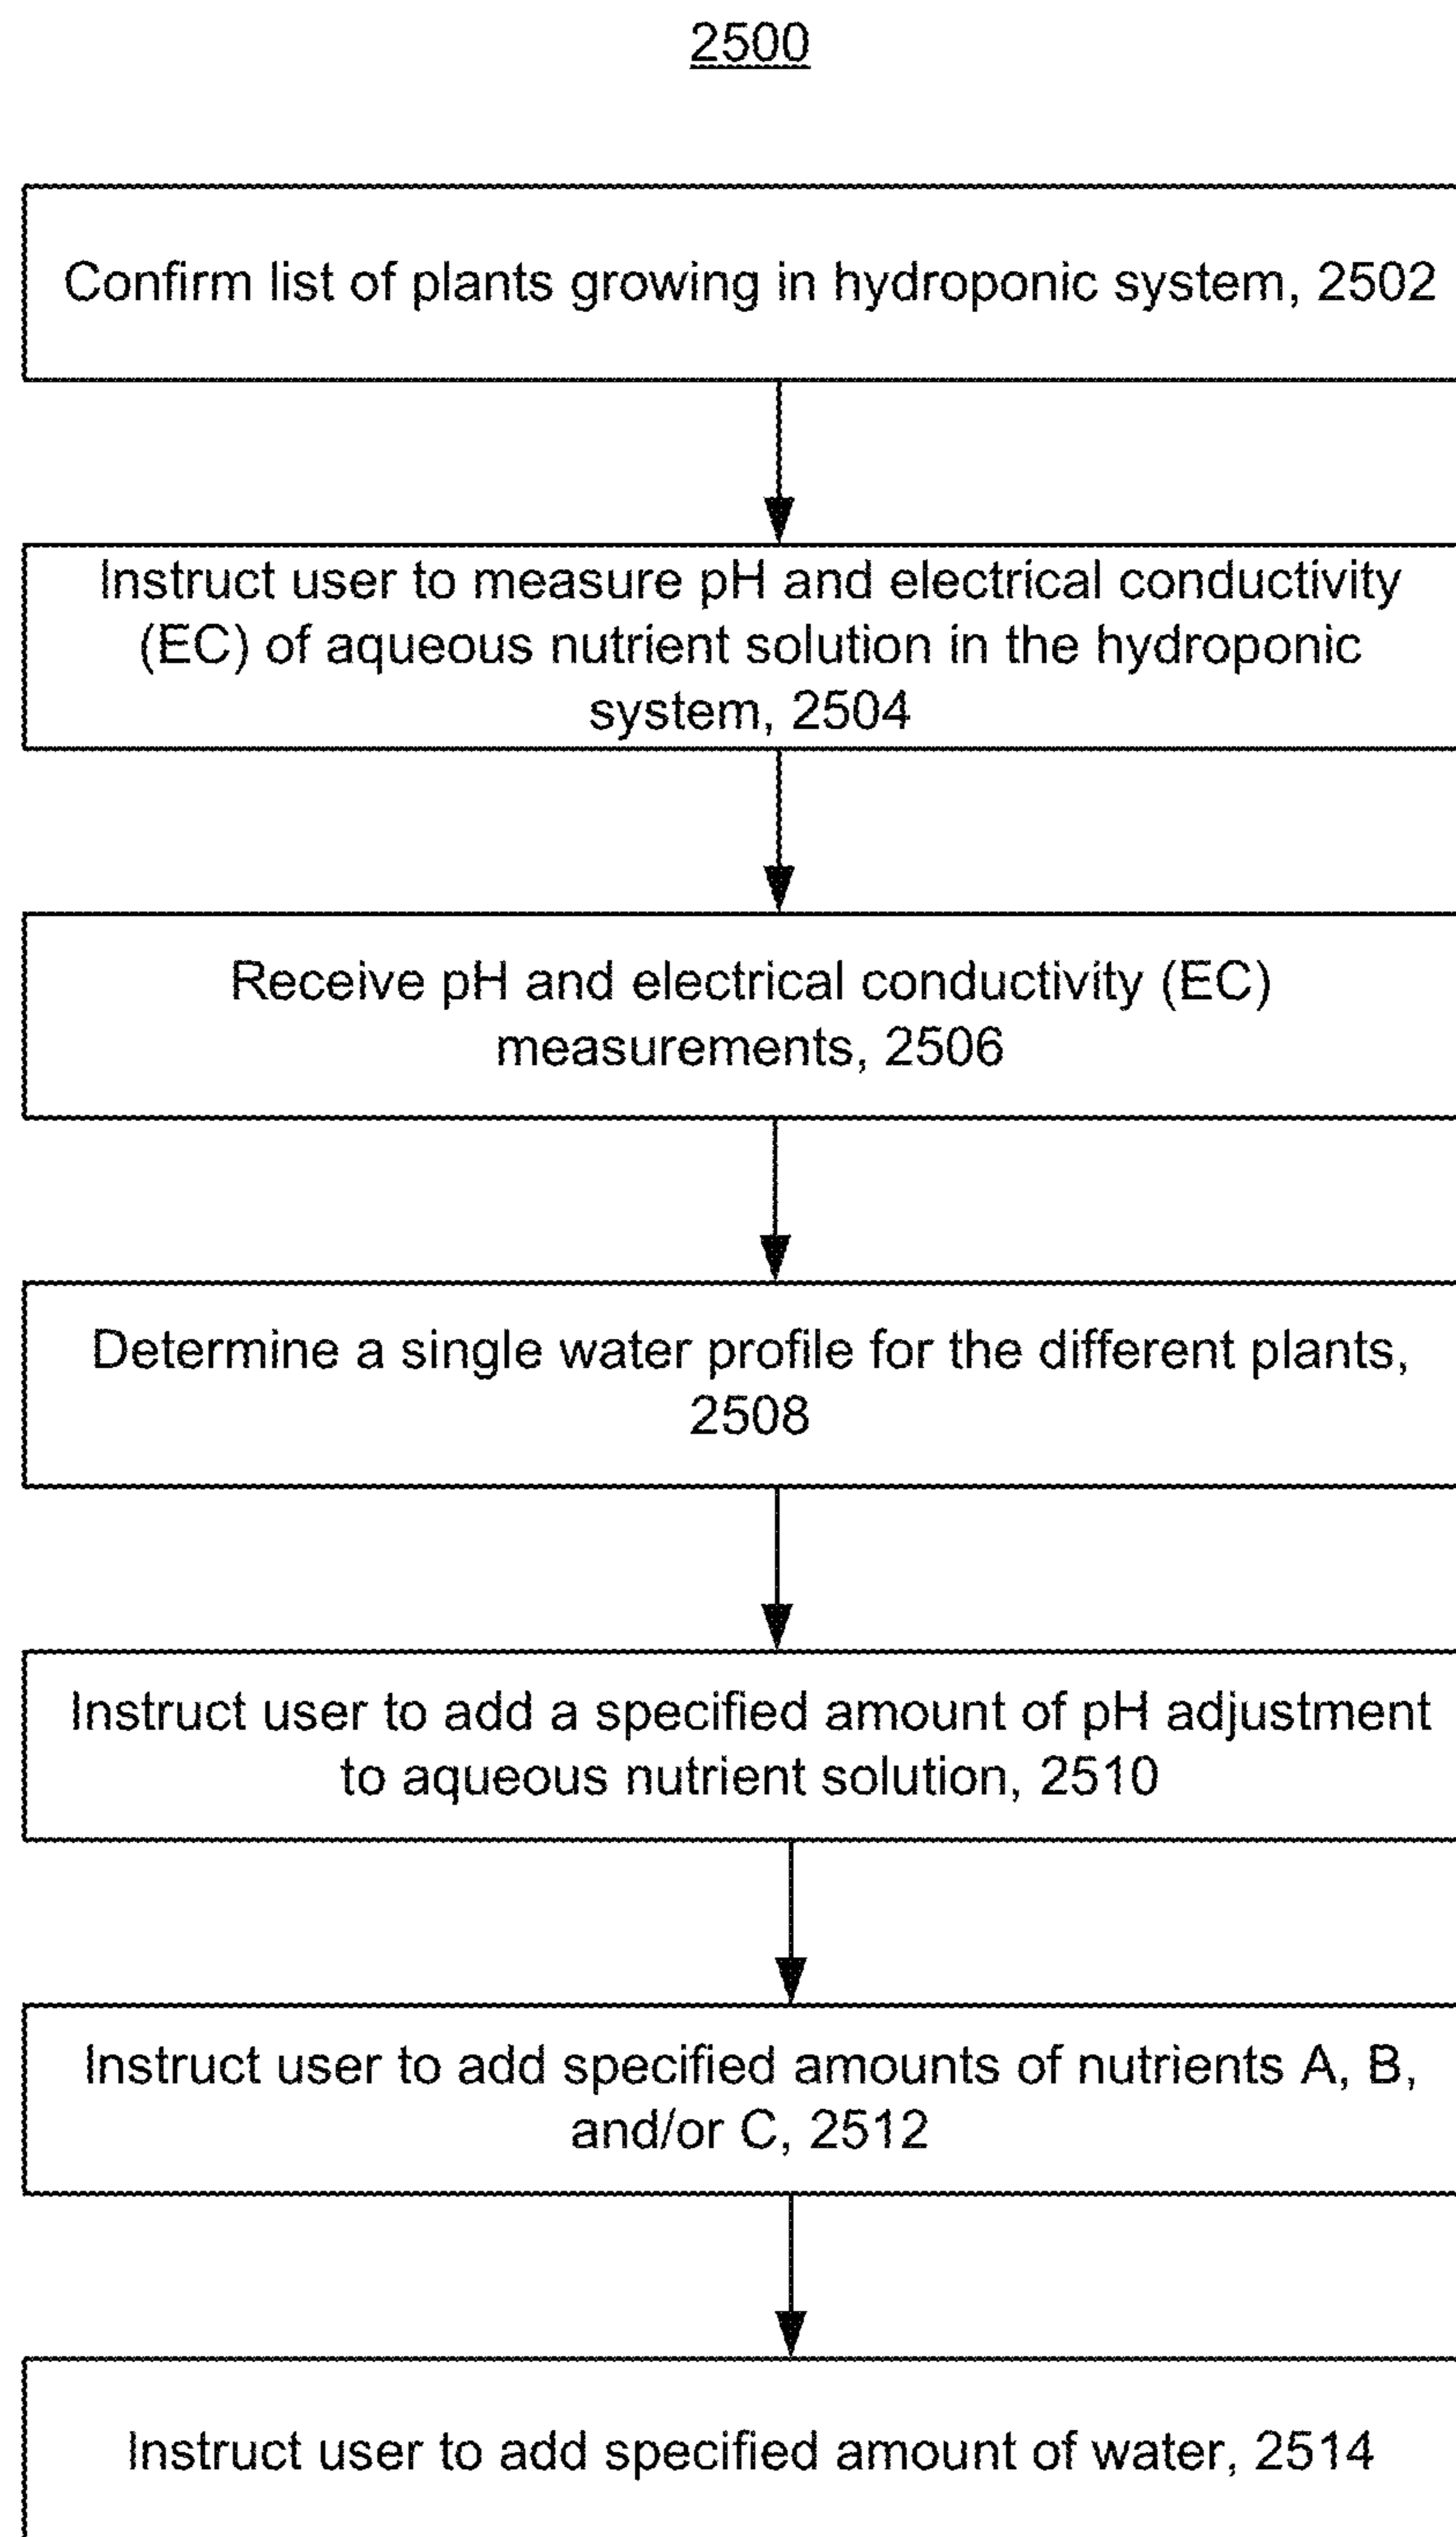 2500
Confirm list of plants growing in hydroponic system, 2502
Instruct user to measure pH and electrical conductivity
(EC) of aqueous nutrient solution in the hydroponic
system, 2504
Receive pH and electrical conductivity (EC)
measurements, 2506
Determine a single water profile for the different plants,
2508
Instruct user to add a specified amount of pH adjustment
to aqueous nutrient solution, 2510
Instruct user to add specified amounts of nutrients A, B,
and/or C, 2512
Instruct user to add specified amount of water, 2514